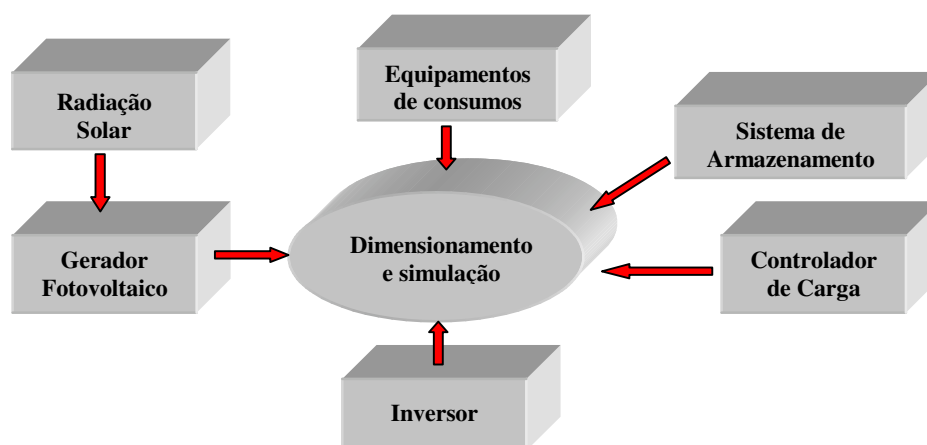 Radiação
Solar
Equipamentos
de consumos
Sistema de
Armazenamento
Gerador
Fotovoltaico
Dimensionamento
e simulação
Controlador
de Carga
Inversor